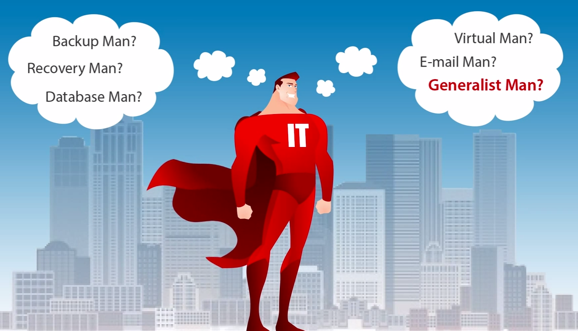 Backup Man?
Recovery Man?
Database Man?
Virtual Man?
E-mail Man?
Generalist Man?
IT